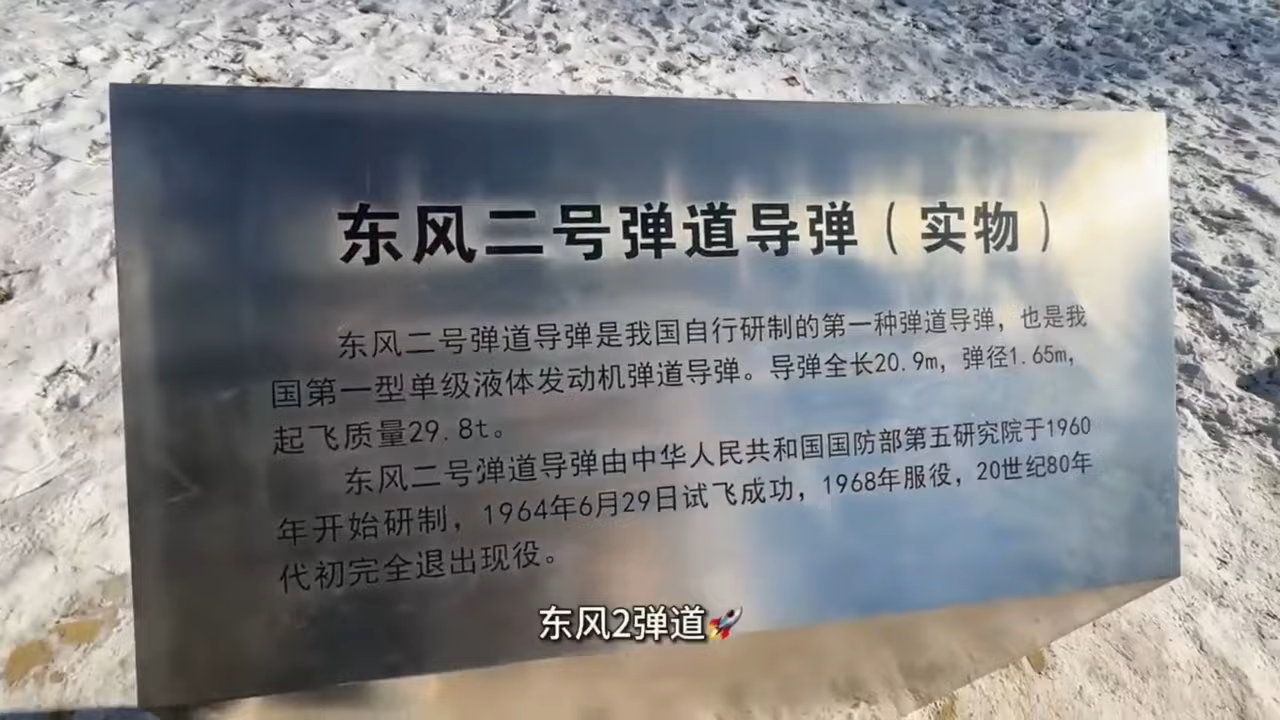 东风二号弹道导弹（实物）
东风二号弹道导弹是我国自行研制的第一种弹道导弹，也是我
国第一型单级液体发动机弹道导弹。导弹全长20.9m，弹径1.65m，
起飞质量29.8t。
东风二号弹道导弹由中华人民共和国国防部第五研究院于1960
年开始研制，1964年6月29日试飞成功，1968年服役，20世纪80年
代初完全退出现役。
东风2弹道🚀